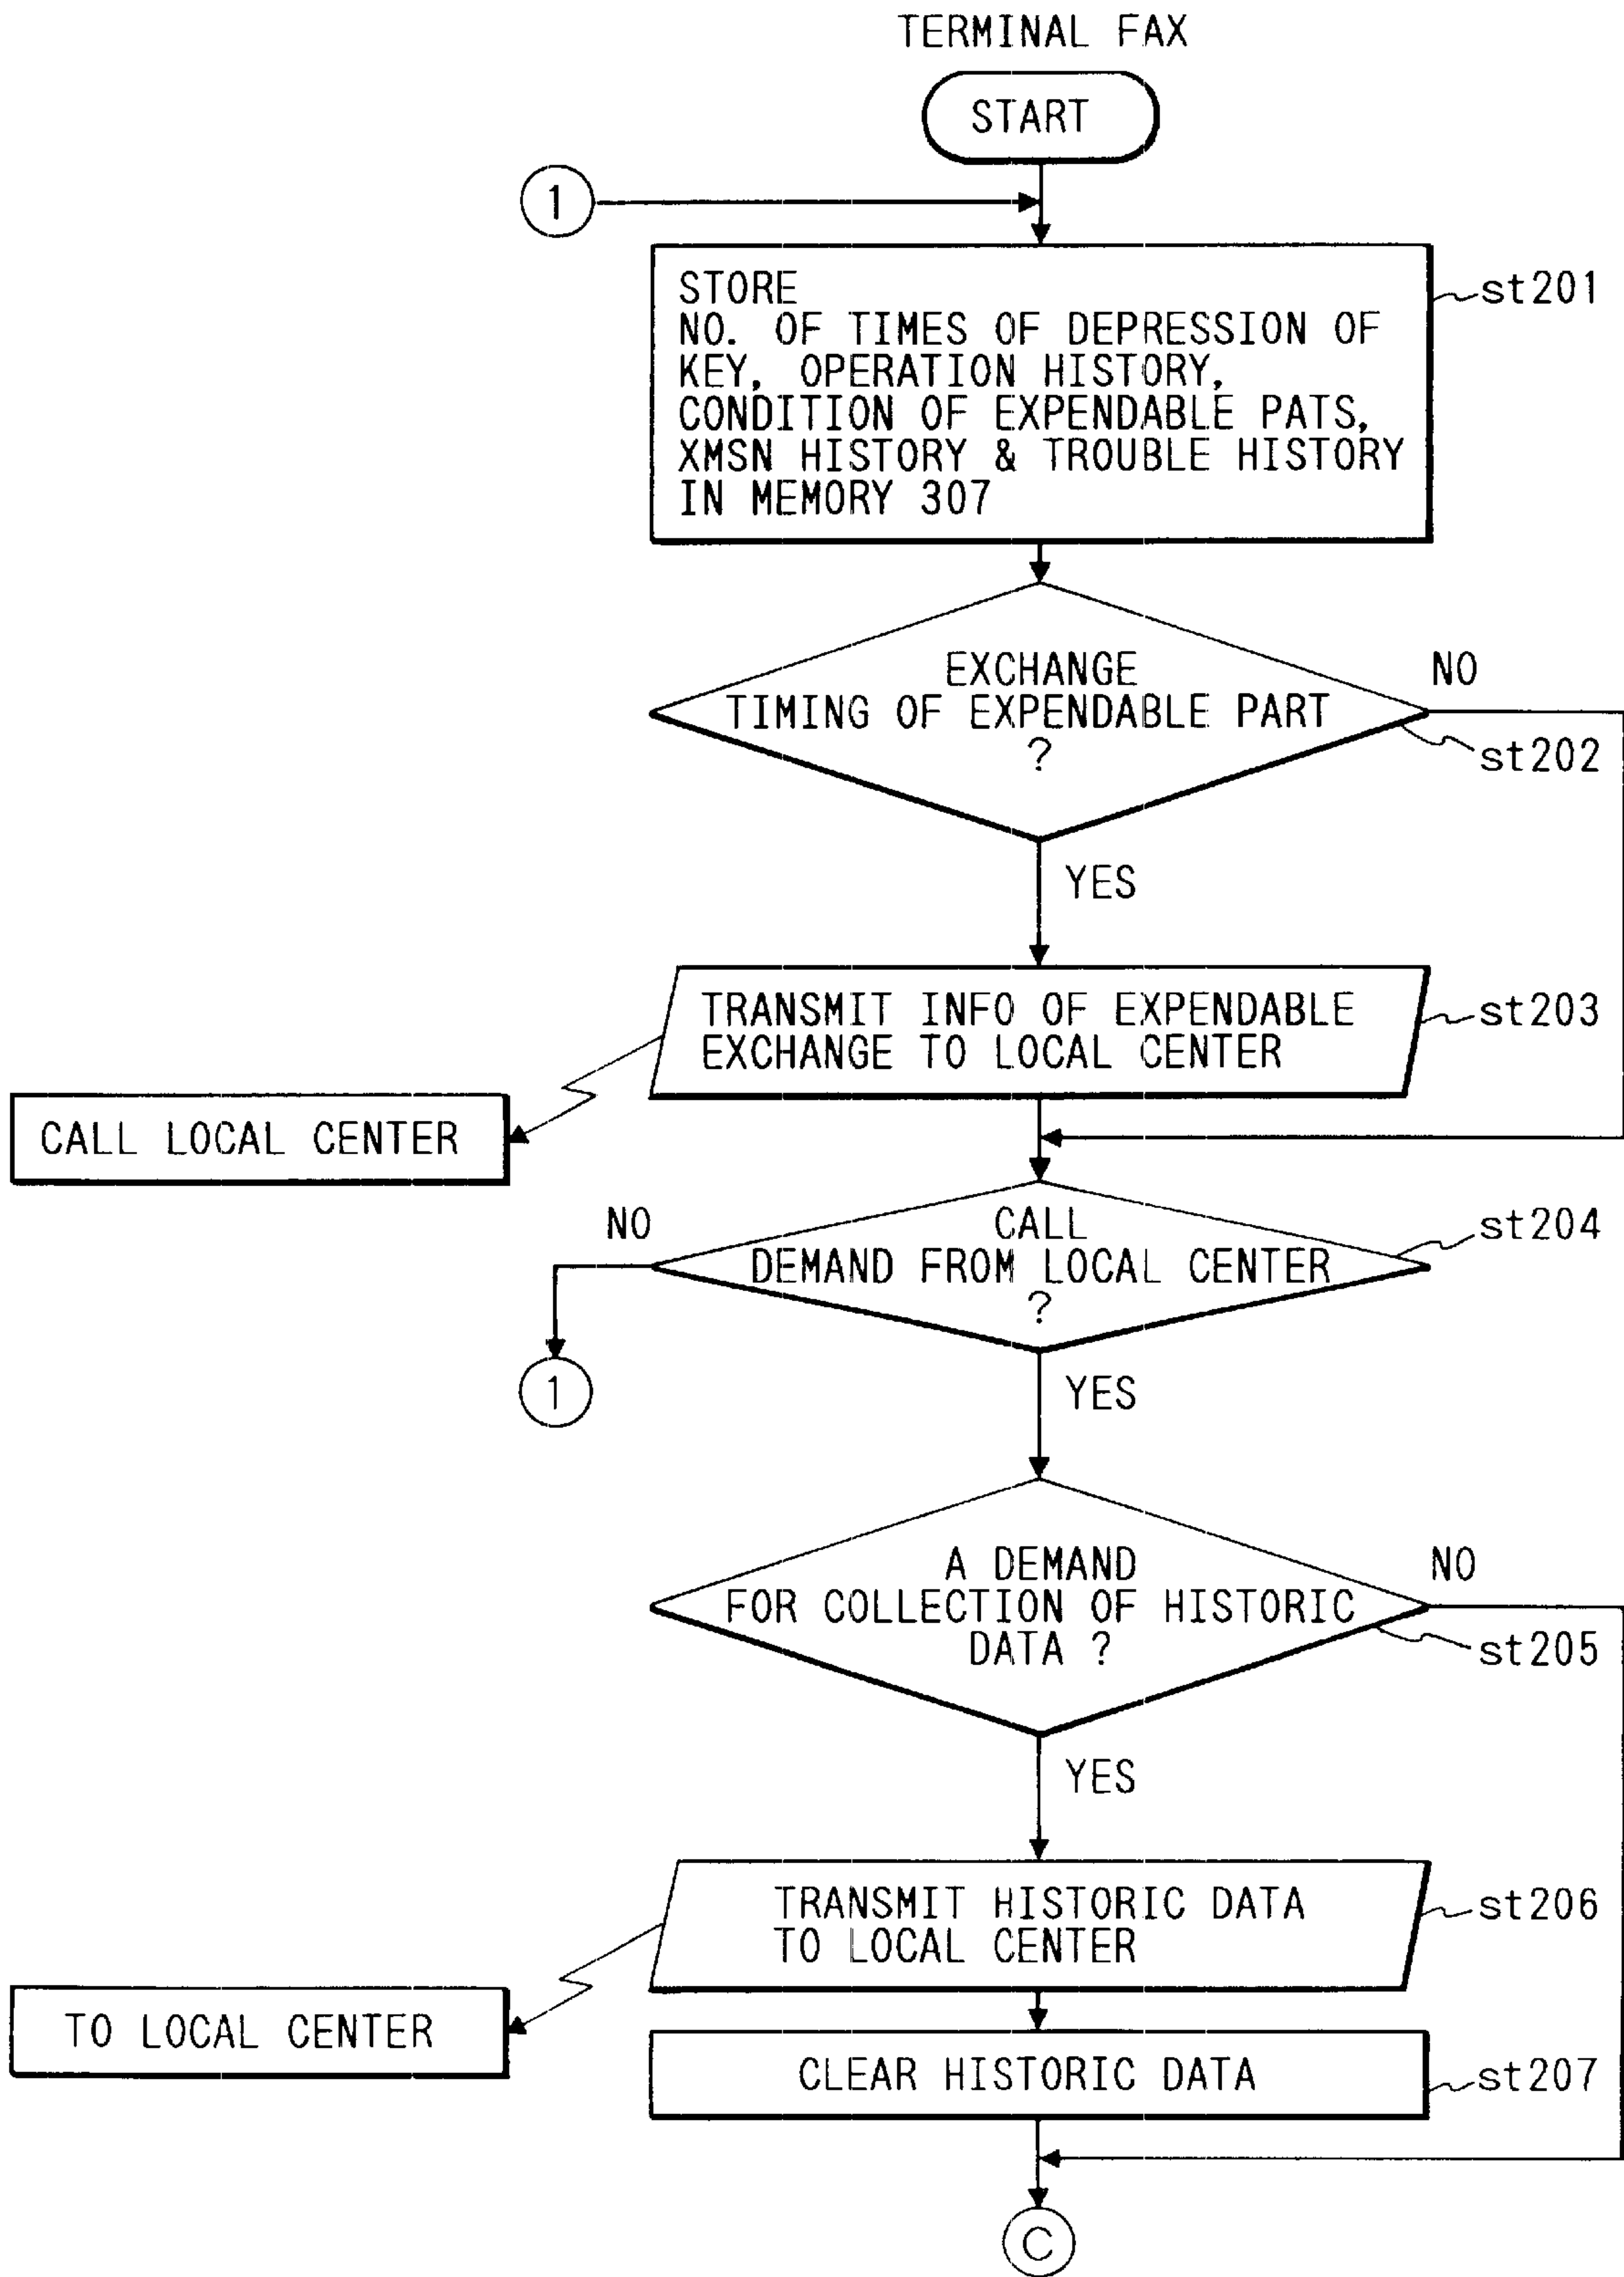 TERMINAL FAX
START
1
STORE
NO. OF TIMES OF DEPRESSION OF
KEY, OPERATION HISTORY,
CONDITION OF EXPENDABLE PATS,
XMSN HISTORY & TROUBLE HISTORY
IN MEMORY 307
st201
EXCHANGE
TIMING OF EXPENDABLE PART
?
NO
st202
YES
TRANSMIT INFO OF EXPENDABLE
EXCHANGE TO LOCAL CENTER
st203
CALL LOCAL CENTER
CALL
DEMAND FROM LOCAL CENTER
?
NO
st204
1
YES
A DEMAND
FOR COLLECTION OF HISTORIC
DATA ?
NO
st205
YES
TRANSMIT HISTORIC DATA
TO LOCAL CENTER
st206
TO LOCAL CENTER
CLEAR HISTORIC DATA
st207
C